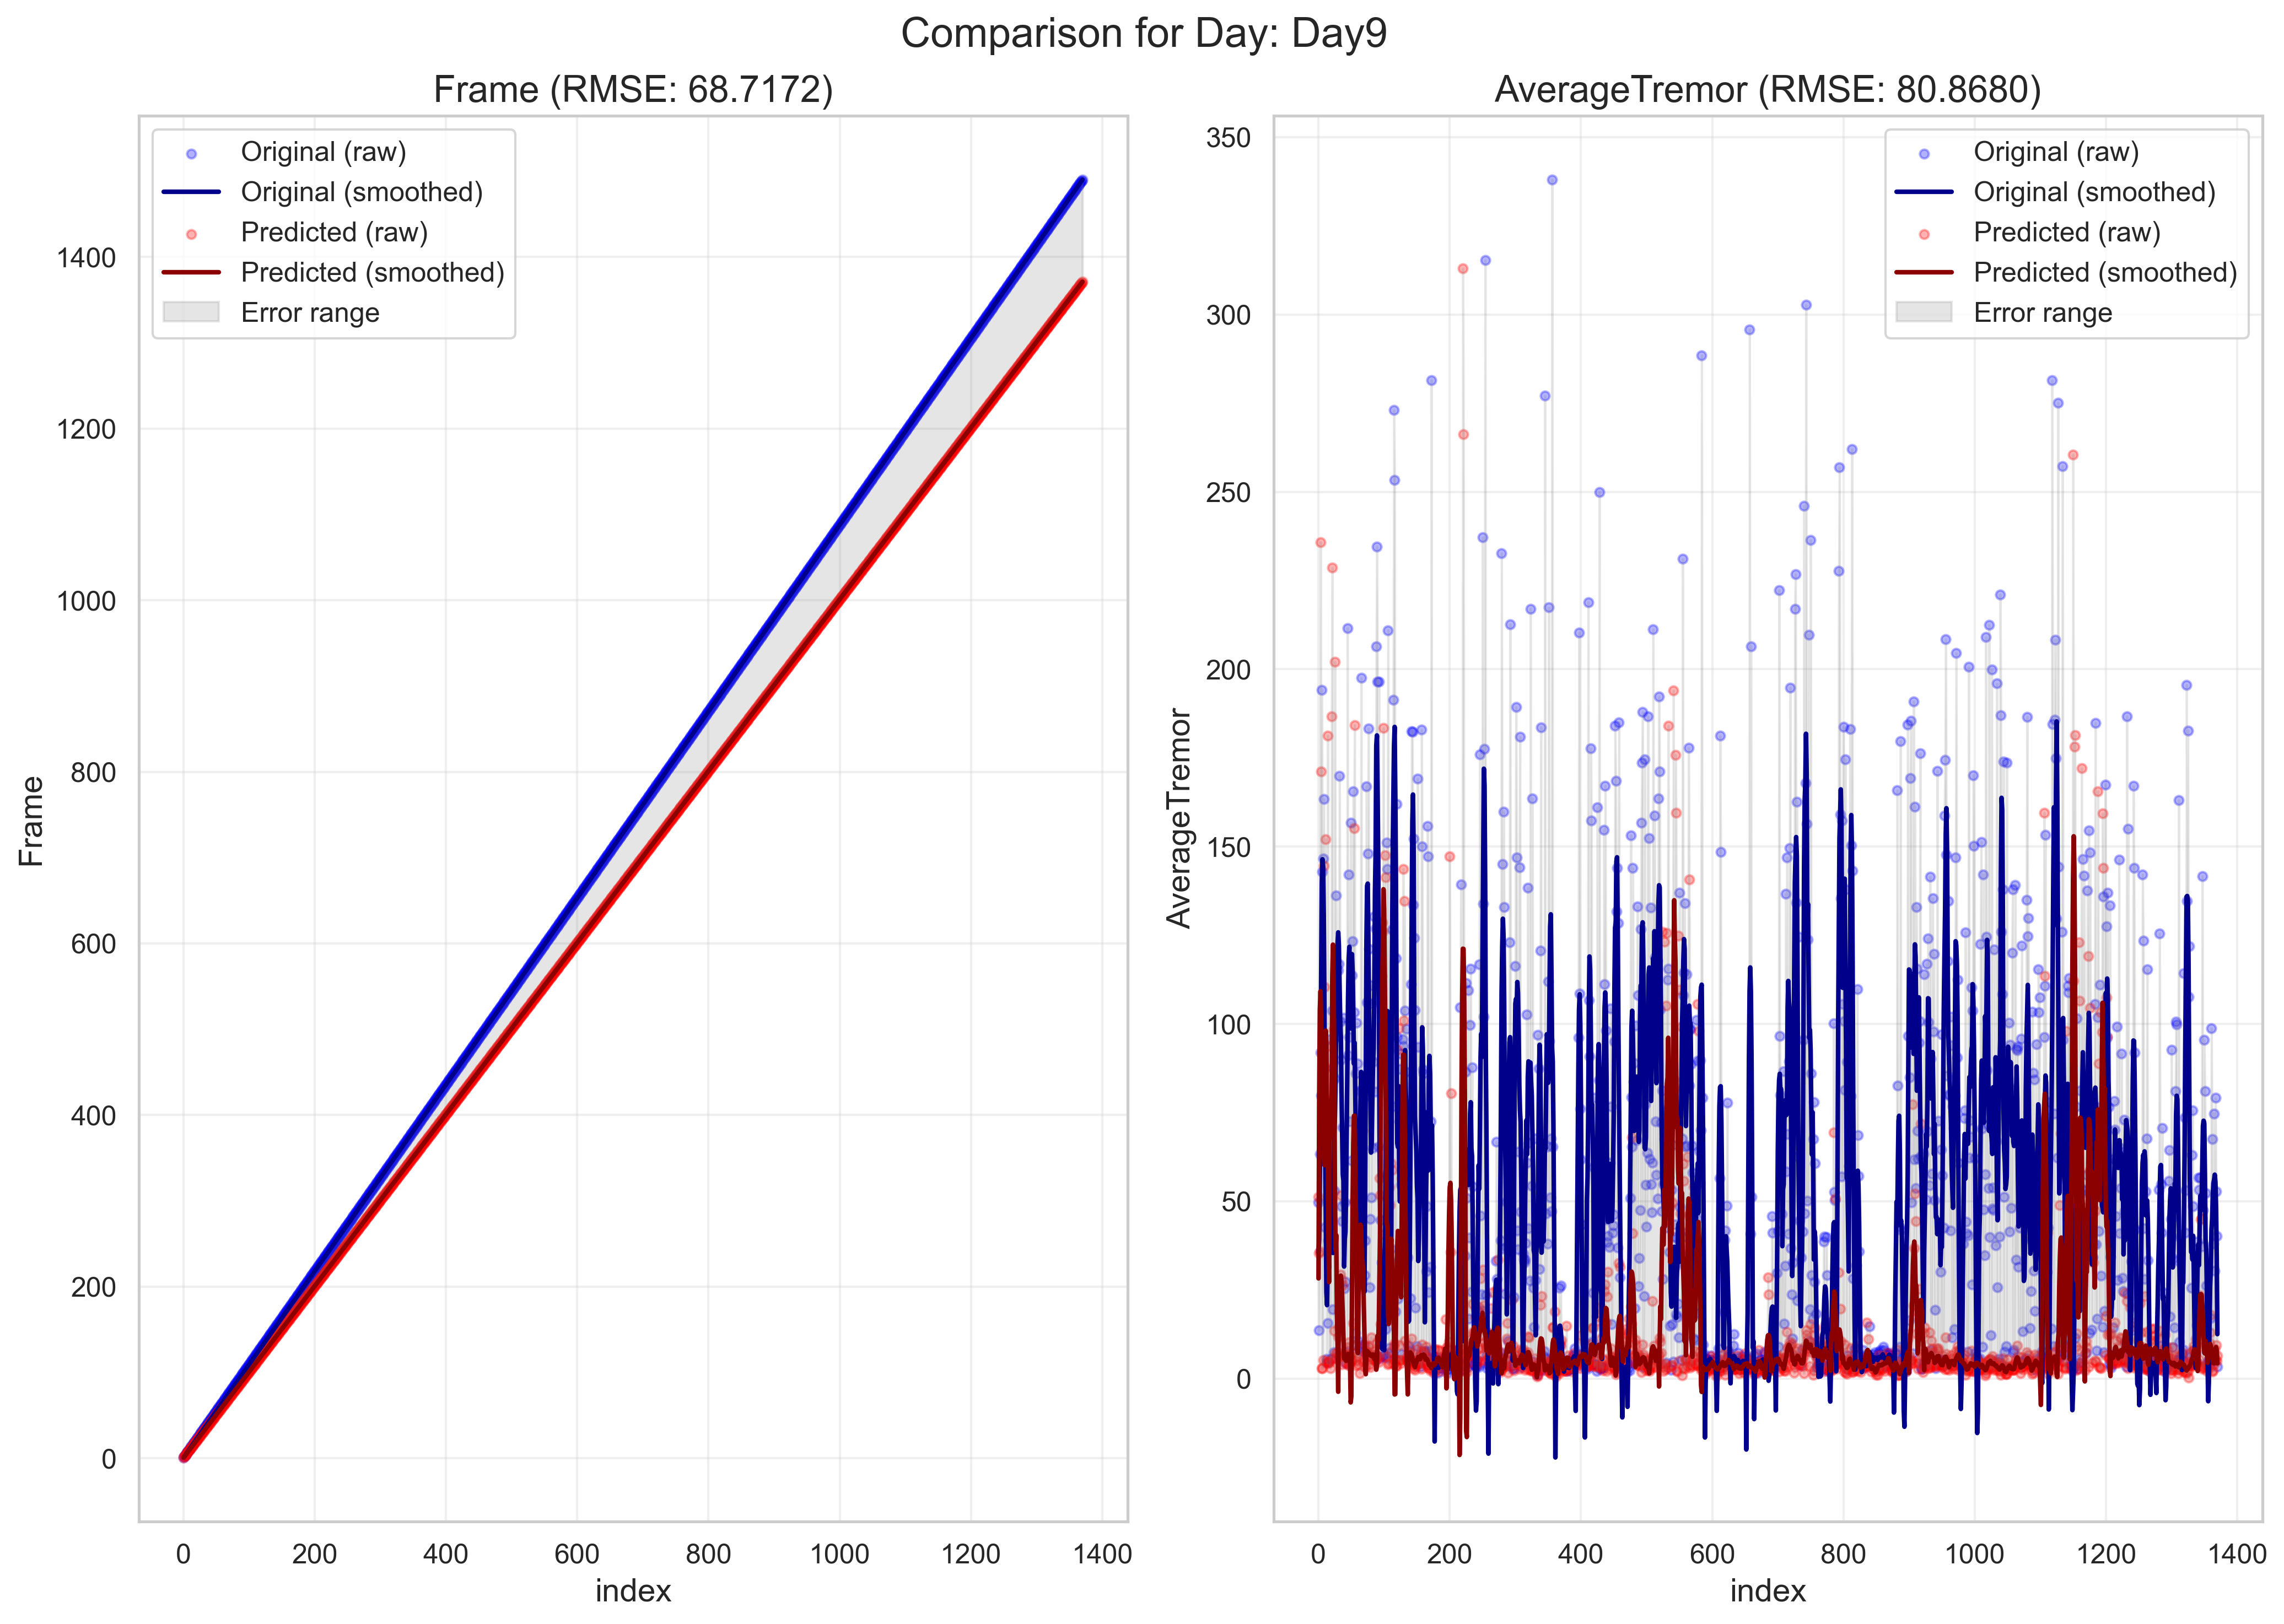 Comparison for Day: Day9
Frame (RMSE: 68.7172)
Original (raw)
Original (smoothed)
Predicted (raw)
Predicted (smoothed)
Error range
1400
1200
1000
800
600
400
200
0
Frame
0 200 400 600 800 1000 1200 1400
index
AverageTremor (RMSE: 80.8680)
Original (raw)
Original (smoothed)
Predicted (raw)
Predicted (smoothed)
Error range
350
300
250
200
150
100
50
0
AverageTremor
0 200 400 600 800 1000 1200 1400
index